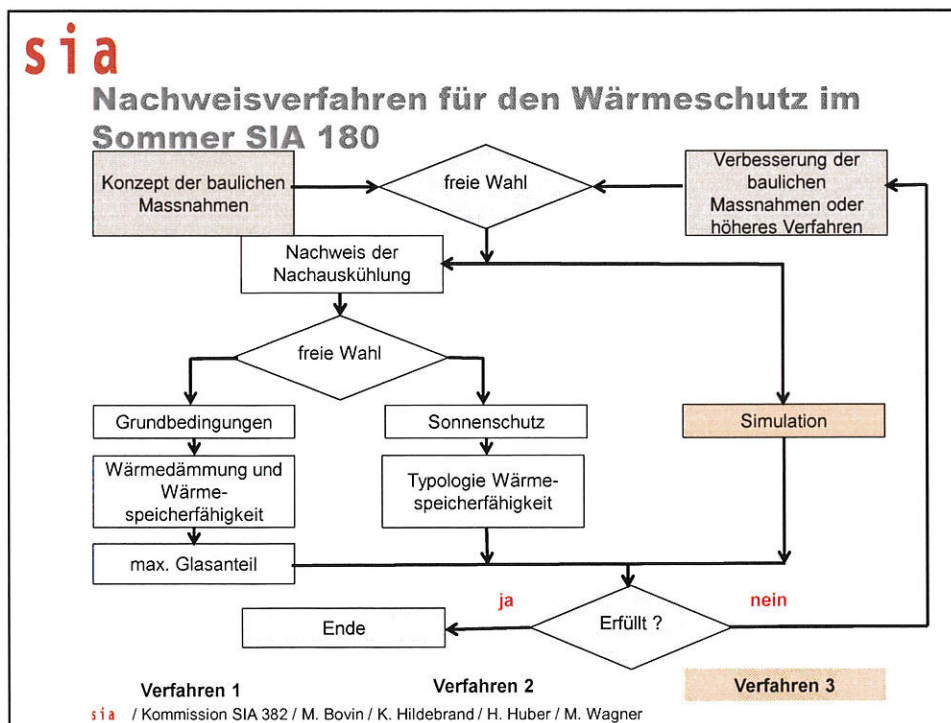 sia
Nachweisverfahren für den Wärmeschutz im
Sommer SIA 180
Konzept der baulichen
Massnahmen
freie Wahl
Verbesserung der
baulichen
Massnahmen oder
höheres Verfahren
Nachweis der
Nachauskühlung
freie Wahl
Grundbedingungen
Sonnenschutz
Simulation
Wärmedämmung und
Wärme-
speicherfähigkeit
Typologie Wärme-
speicherfähigkeit
max. Glasanteil
ja
nein
Ende
Erfüllt ?
Verfahren 1
Verfahren 2
Verfahren 3
sia / Kommission SIA 382 / M. Bovin / K. Hildebrand / H. Huber / M. Wagner